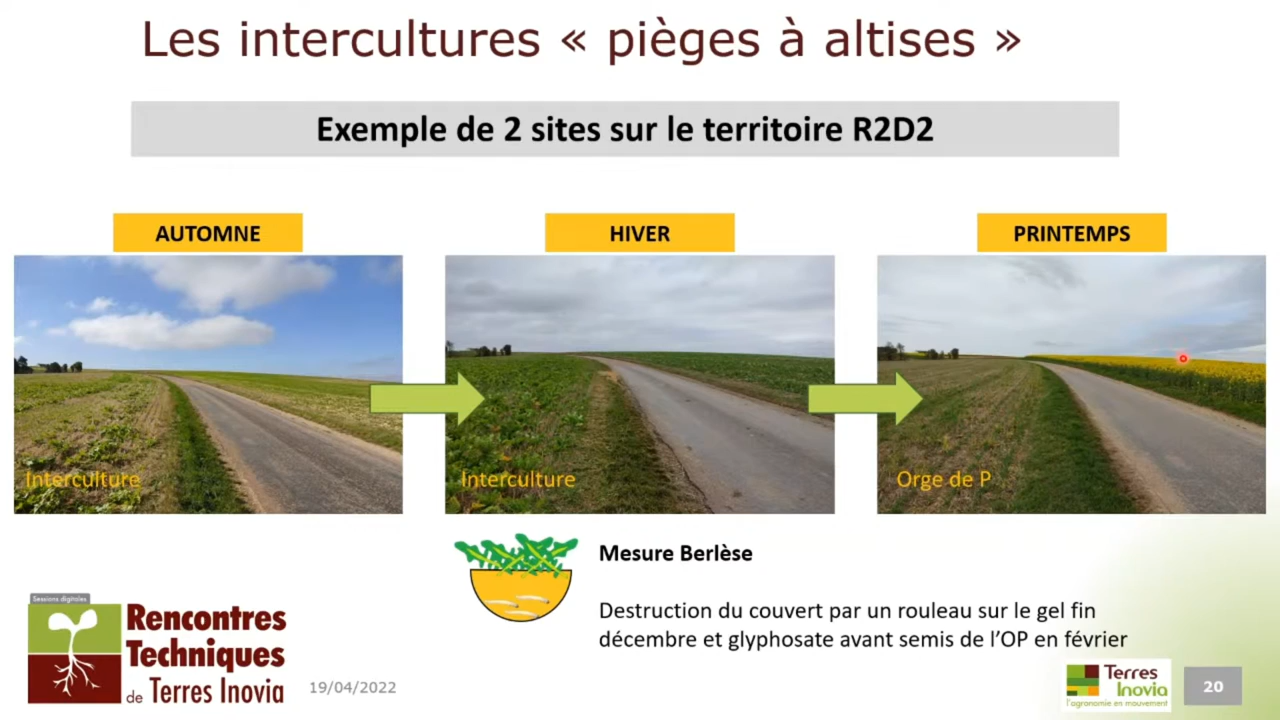 Les intercultures « pièges à altises »
Exemple de 2 sites sur le territoire R2D2
AUTOMNE
HIVER
PRINTEMPS
Interculture
Interculture
Orge de P
Mesure Berlèse
Destruction du couvert par un rouleau sur le gel fin
décembre et glyphosate avant semis de l'OP en février
Sessions digitales
Rencontres
Techniques
de Terres Inovia
19/04/2022
Terres
Inovia
l'agronomie en mouvement
20